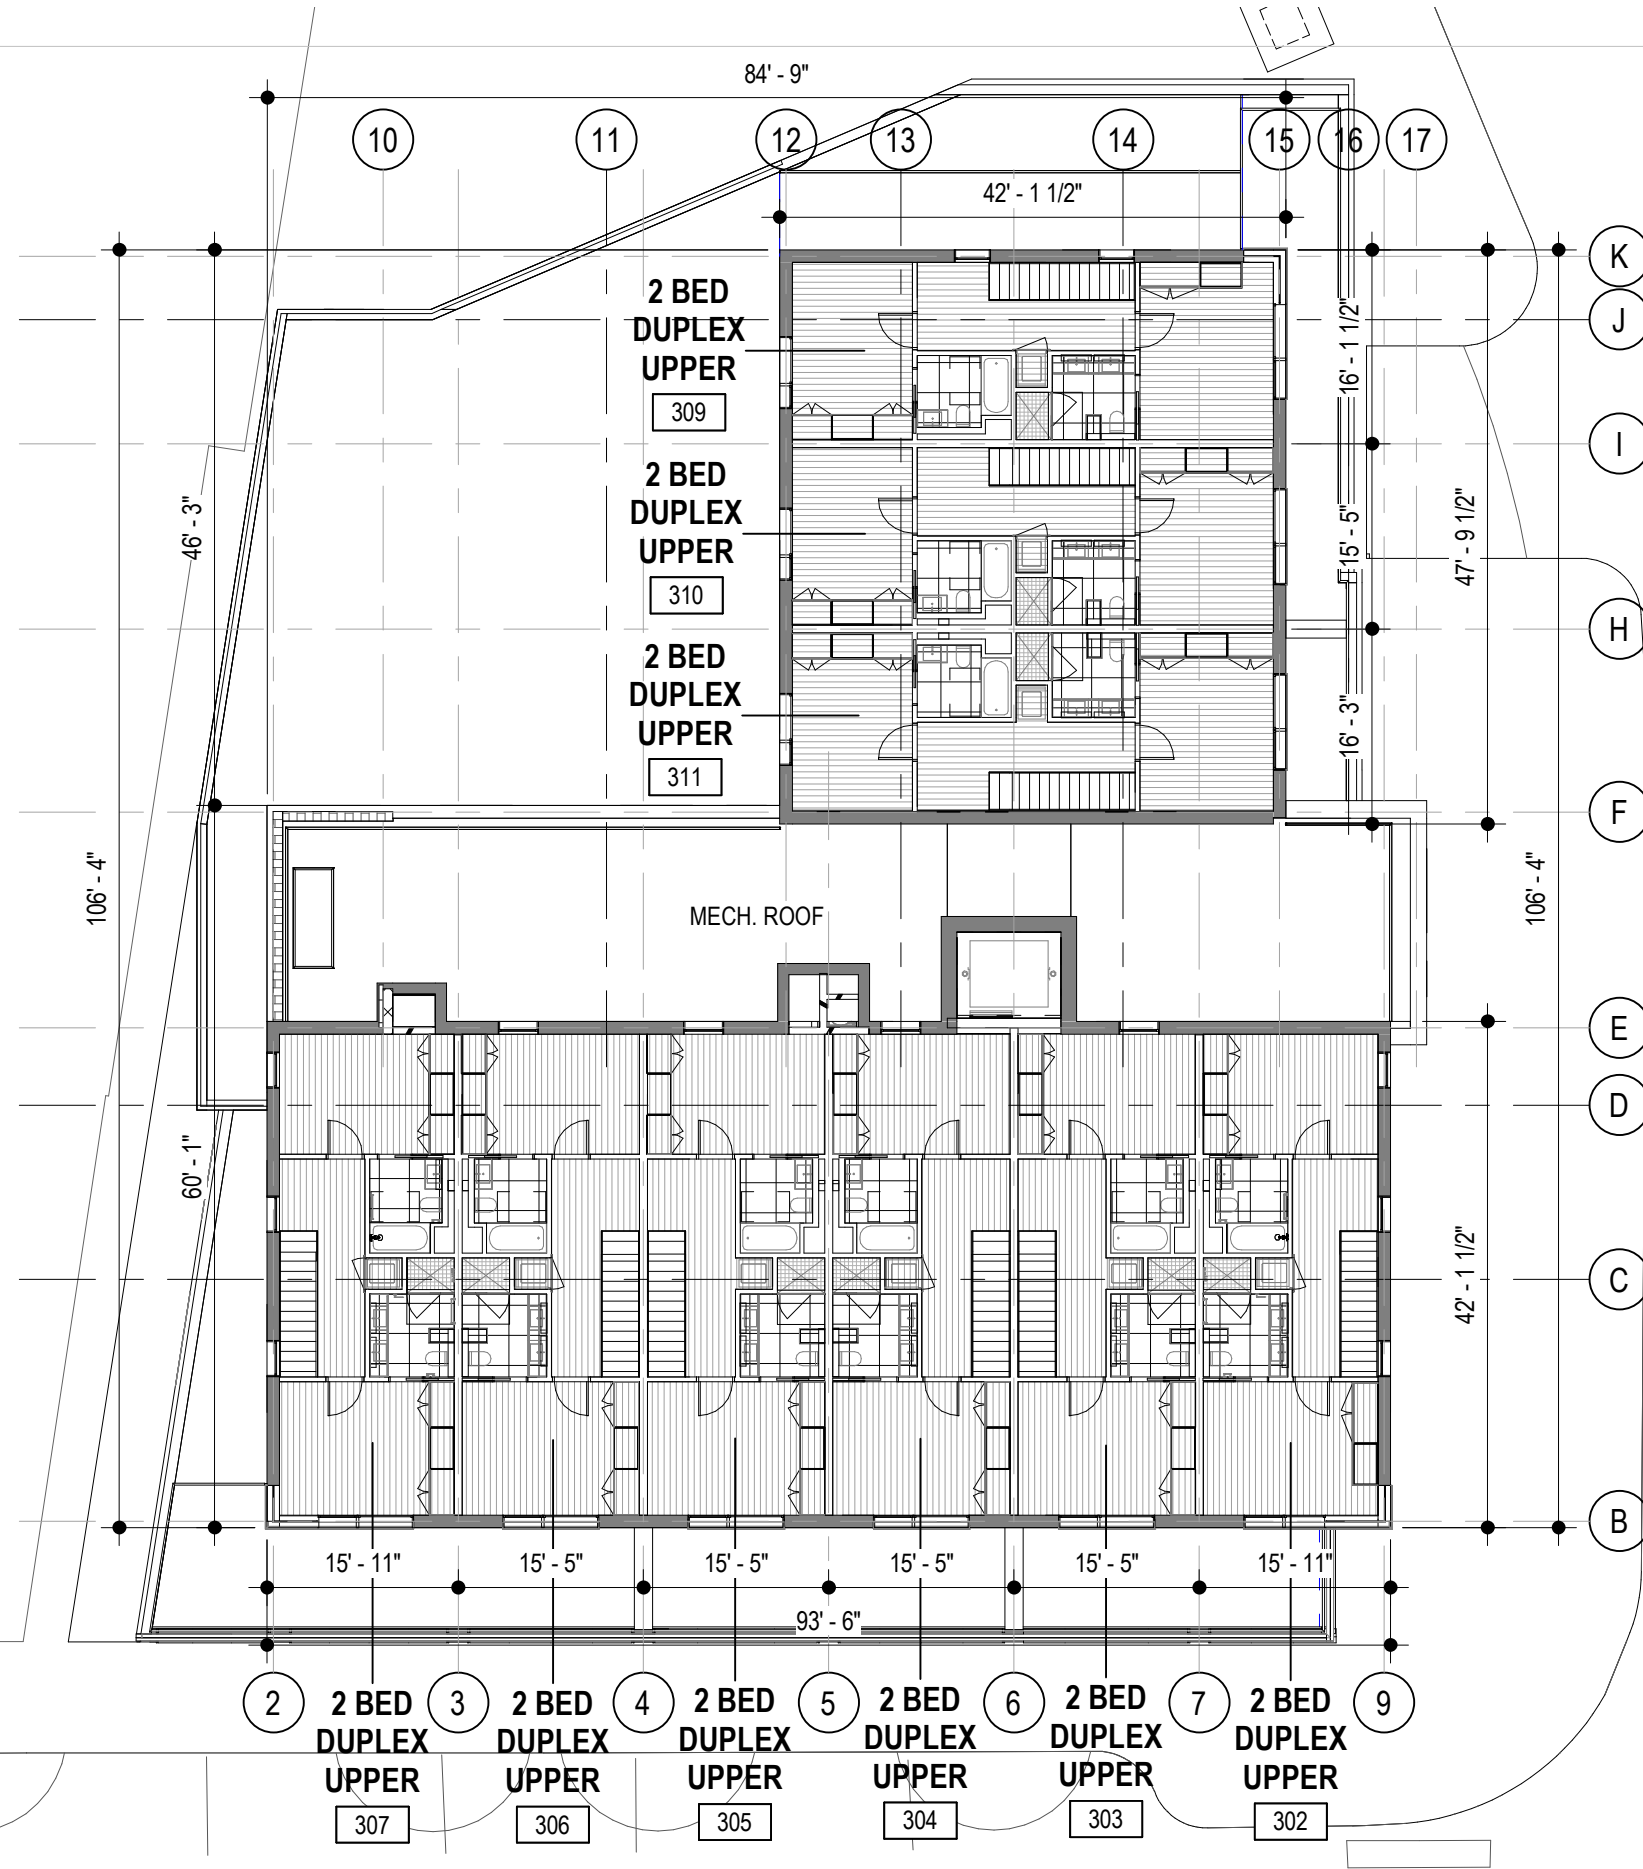 84' - 9"
10
11
12
13
14
15
16
17
42' - 1 1/2"
K
J
I
H
F
E
D
C
B
2 BED
DUPLEX
UPPER
309
2 BED
DUPLEX
UPPER
310
2 BED
DUPLEX
UPPER
311
16' - 1 1/2"
15' - 5"
16' - 3"
47' - 9 1/2"
46' - 3"
106' - 4"
106' - 4"
60' - 1"
42' - 1 1/2"
MECH. ROOF
15' - 11"
15' - 5"
15' - 5"
15' - 5"
15' - 5"
15' - 11"
93' - 6"
2
3
4
5
6
7
9
2 BED
DUPLEX
UPPER
307
2 BED
DUPLEX
UPPER
306
2 BED
DUPLEX
UPPER
305
2 BED
DUPLEX
UPPER
304
2 BED
DUPLEX
UPPER
303
2 BED
DUPLEX
UPPER
302